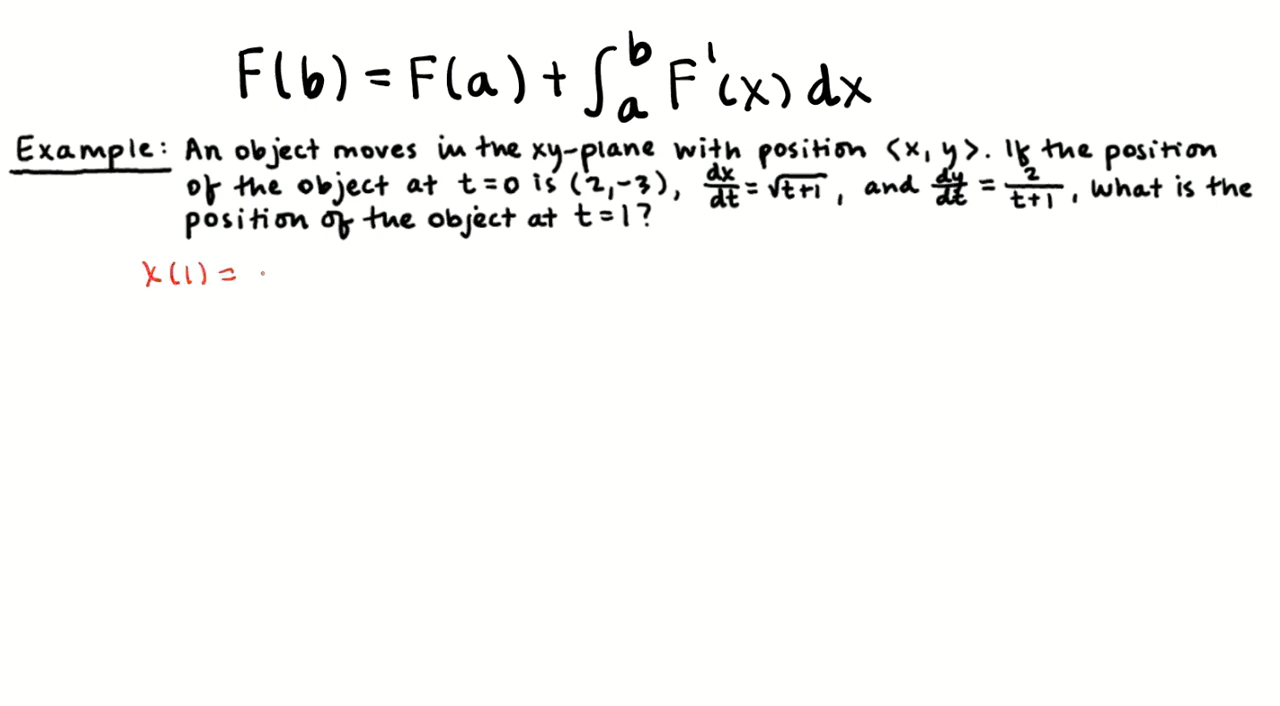 F(b) = F(a) + ∫_a^b F'(x) dx
Example: An object moves in the xy-plane with position <x, y>. If the position
of the object at t=0 is (2,-3), dx/dt = √(t+1), and dy/dt = 2/(t+1), what is the
position of the object at t=1?
x(1) =